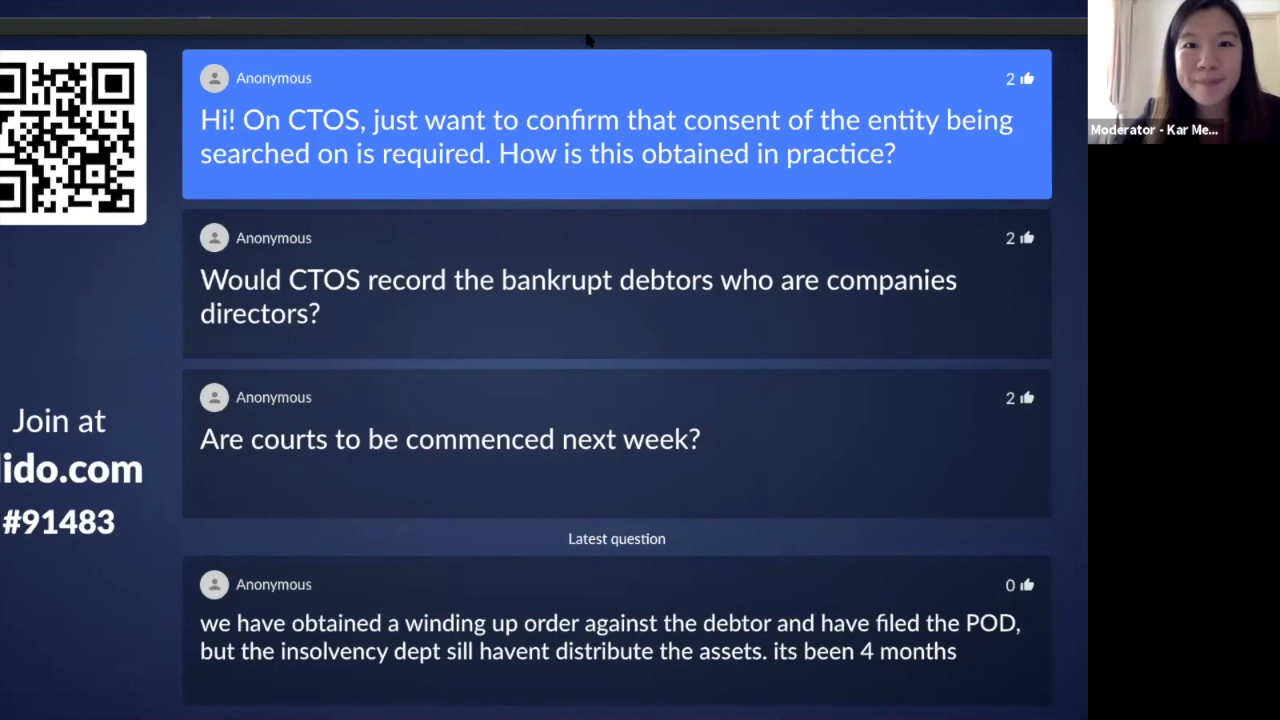 Anonymous
2
Hi! On CTOS, just want to confirm that consent of the entity being
searched on is required. How is this obtained in practice?
Moderator - Kar Me...
Anonymous
2
Would CTOS record the bankrupt debtors who are companies
directors?
Anonymous
2
Are courts to be commenced next week?
Join at
lido.com
#91483
Latest question
Anonymous
0
we have obtained a winding up order against the debtor and have filed the POD,
but the insolvency dept sill havent distribute the assets. its been 4 months